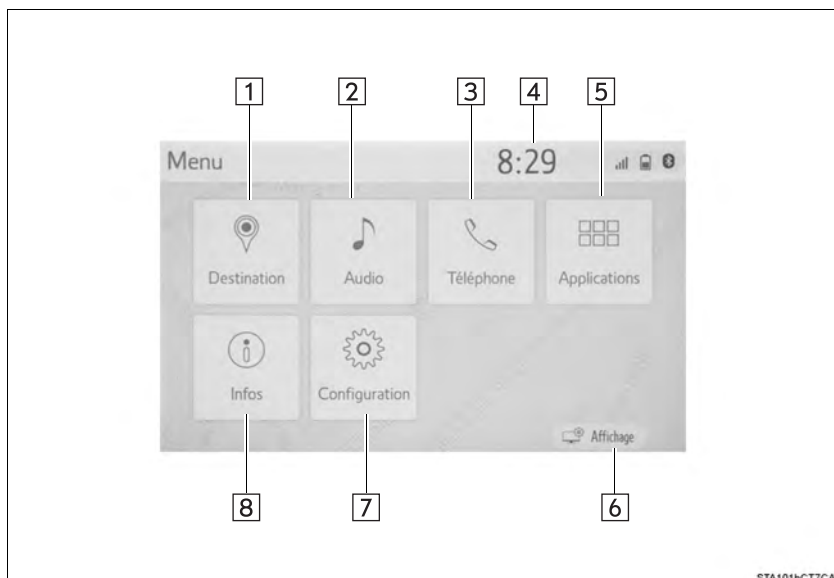 1 2 3 4 5
Menu 8:29
Destination Audio Téléphone Applications
Infos Configuration
Affichage
8 7 6